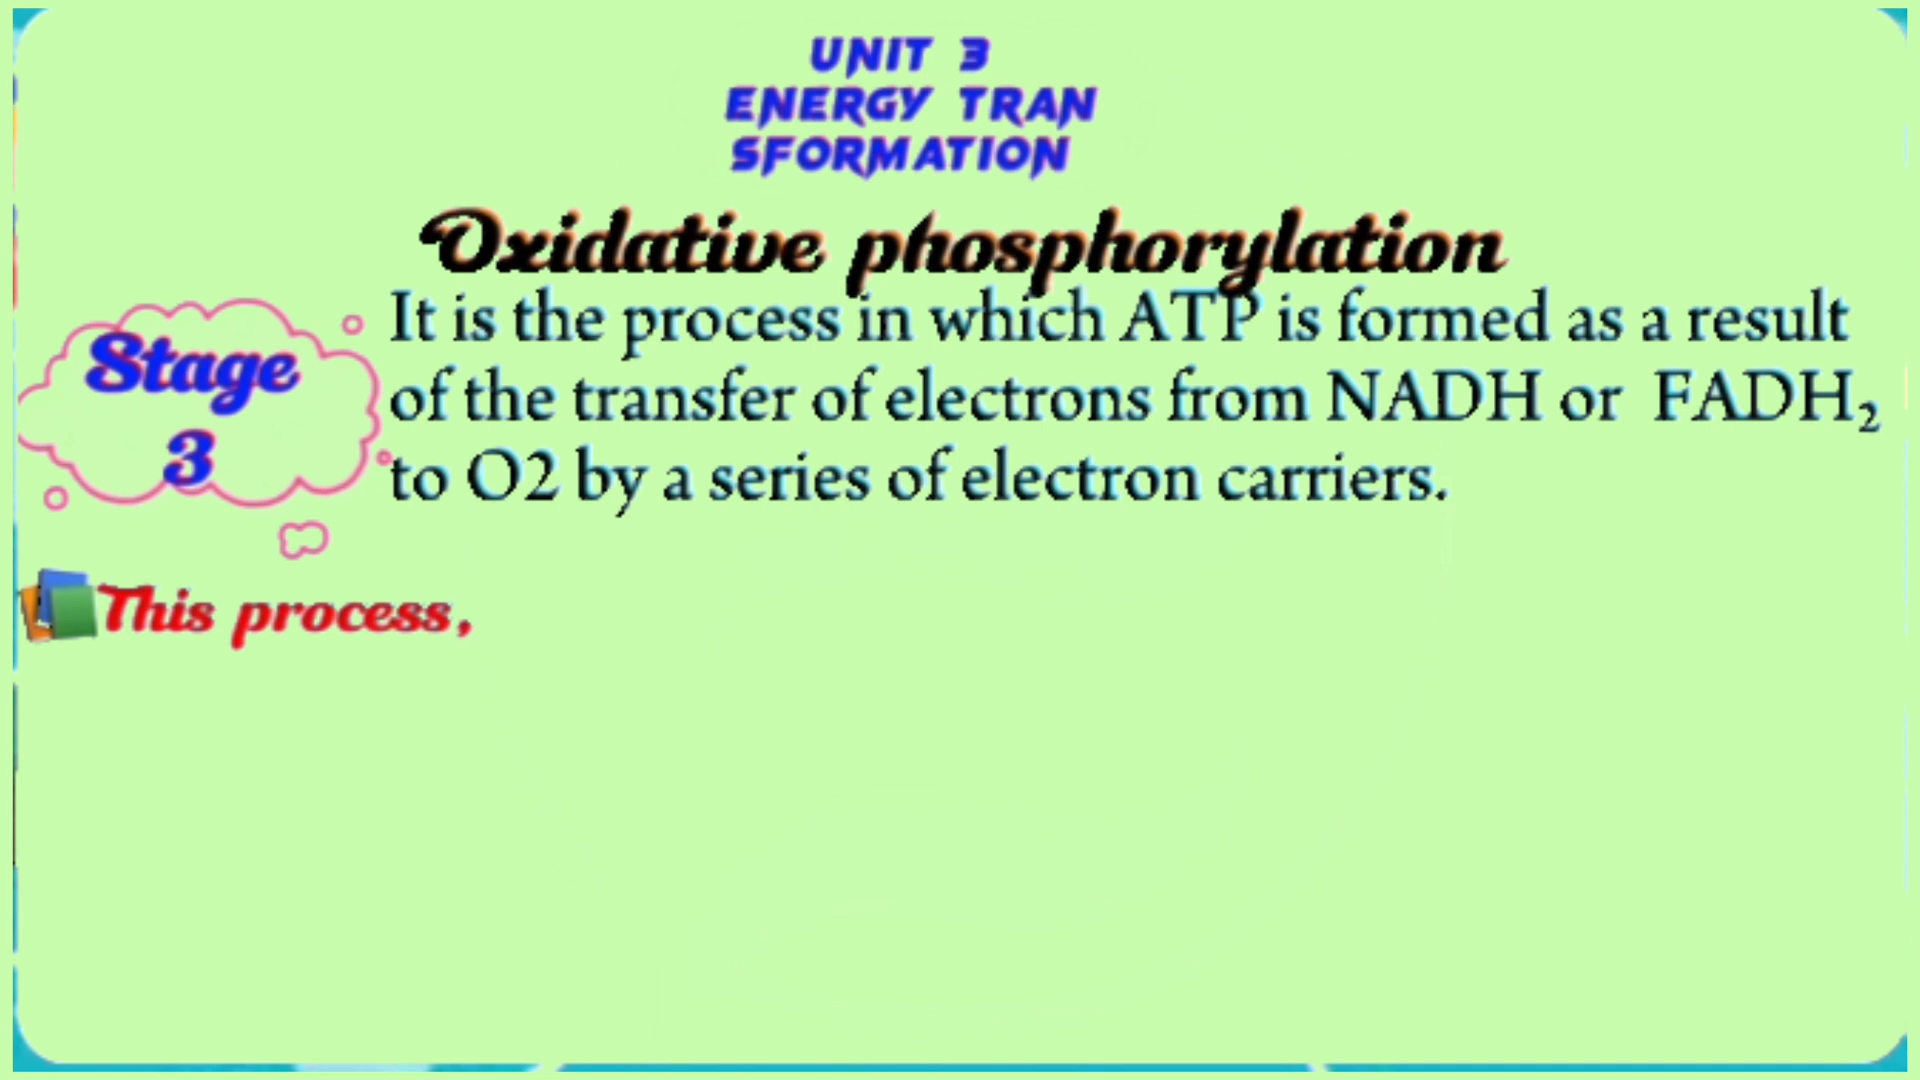 UNIT 3
ENERGY TRAN
SFORMATION
Oxidative phosphorylation
Stage
3
It is the process in which ATP is formed as a result
of the transfer of electrons from NADH or FADH₂
to O2 by a series of electron carriers.
This process,